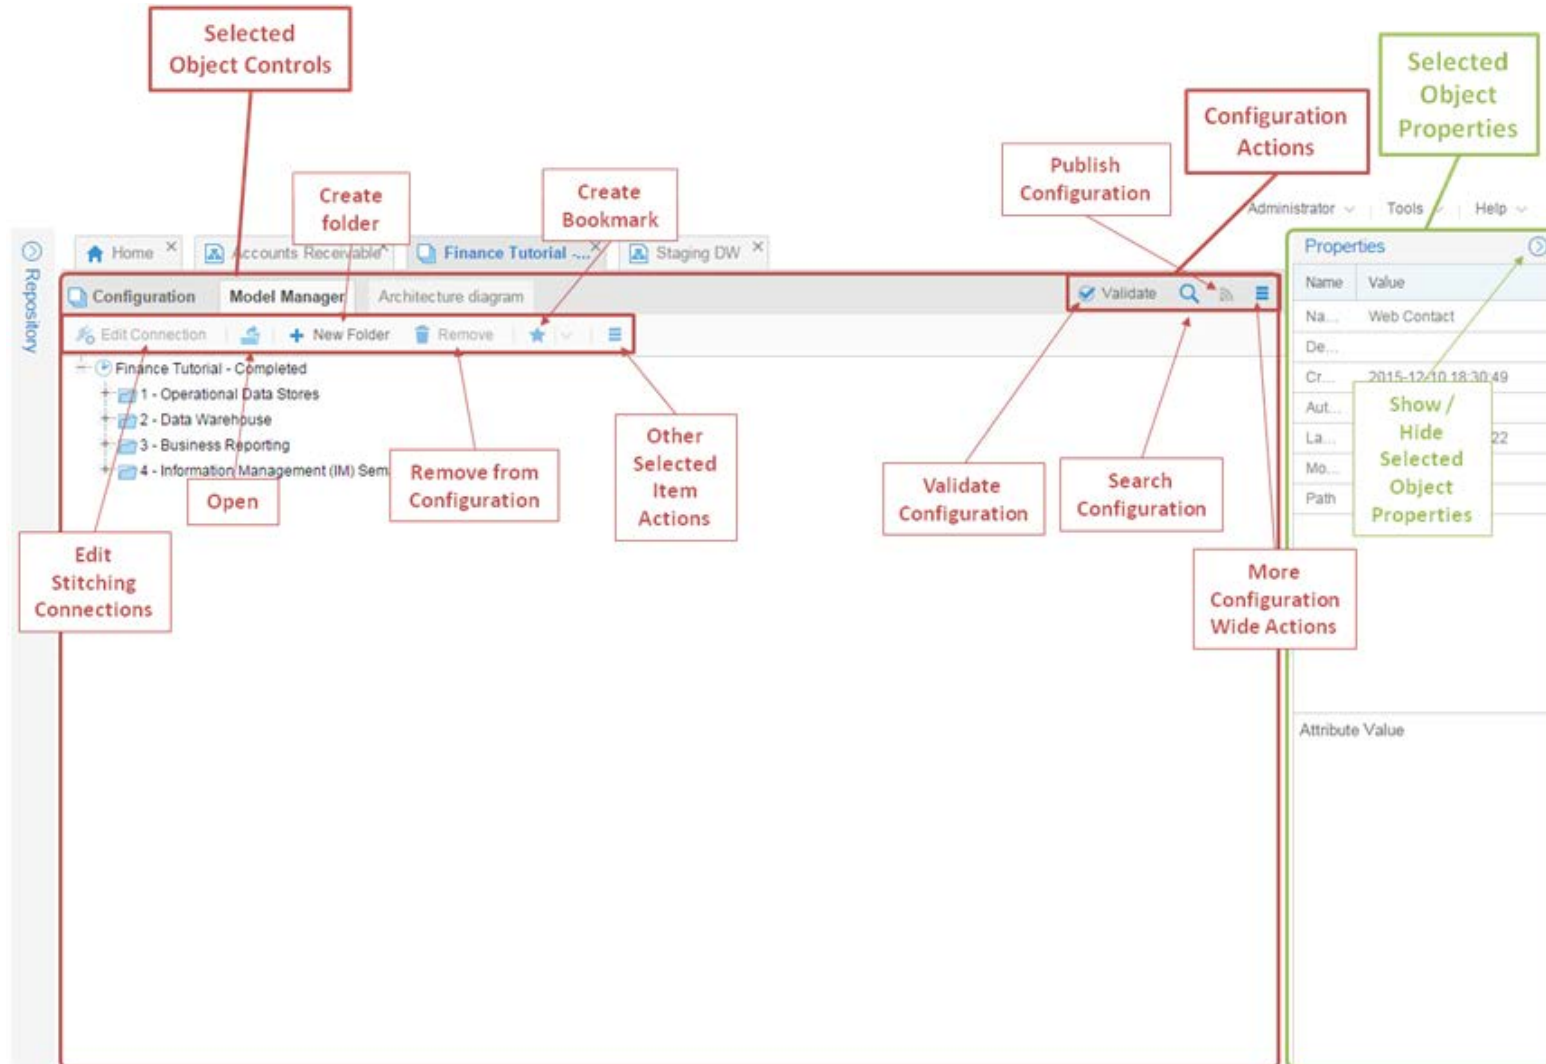 Selected
Object Controls
Selected
Object
Properties
Configuration
Actions
Publish
Configuration
Create
folder
Create
Bookmark
Administrator
Tools
Help
Repository
Home
Accounts Receivable
Finance Tutorial -...
Staging DW
Properties
Configuration
Model Manager
Architecture diagram
Validate
Name
Value
Edit Connection
New Folder
Remove
Na...
Web Contact
De...
Finance Tutorial - Completed
1 - Operational Data Stores
2 - Data Warehouse
3 - Business Reporting
4 - Information Management (IM) Sem
Cr...
2015-12-10 18:30:49
Aut...
La...
22
Mo...
Path
Show /
Hide
Selected
Object
Properties
Other
Selected
Item
Actions
Open
Remove from
Configuration
Validate
Configuration
Search
Configuration
Edit
Stitching
Connections
More
Configuration
Wide Actions
Attribute Value